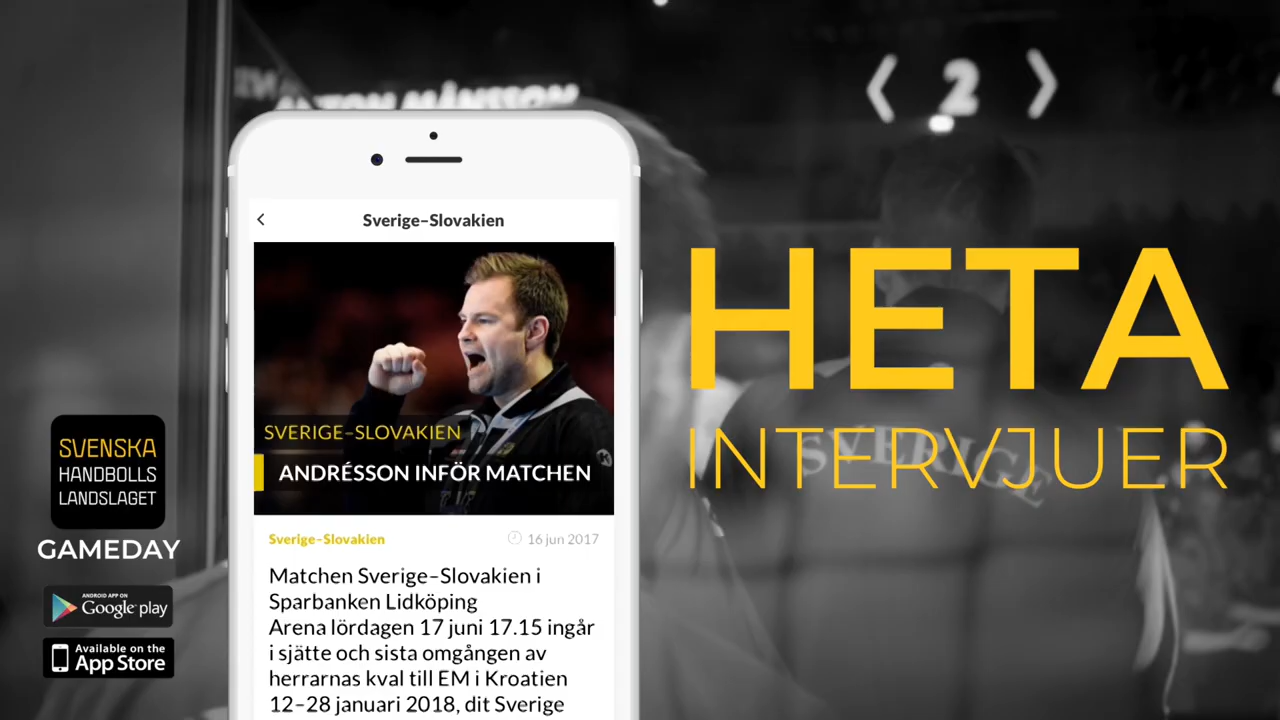 ANTON MÅNSSON
2
Sverige–Slovakien
SVERIGE–SLOVAKIEN
ANDRÉSSON INFÖR MATCHEN
Sverige–Slovakien
16 jun 2017
Matchen Sverige–Slovakien i
Sparbanken Lidköping
Arena lördagen 17 juni 17.15 ingår
i sjätte och sista omgången av
herrarnas kval till EM i Kroatien
12–28 januari 2018, dit Sverige
HETA
INTERVJUER
SVERIGE
SVENSKA
HANDBOLLS
LANDSLAGET
GAMEDAY
ANDROID APP ON
Google play
Available on the
App Store